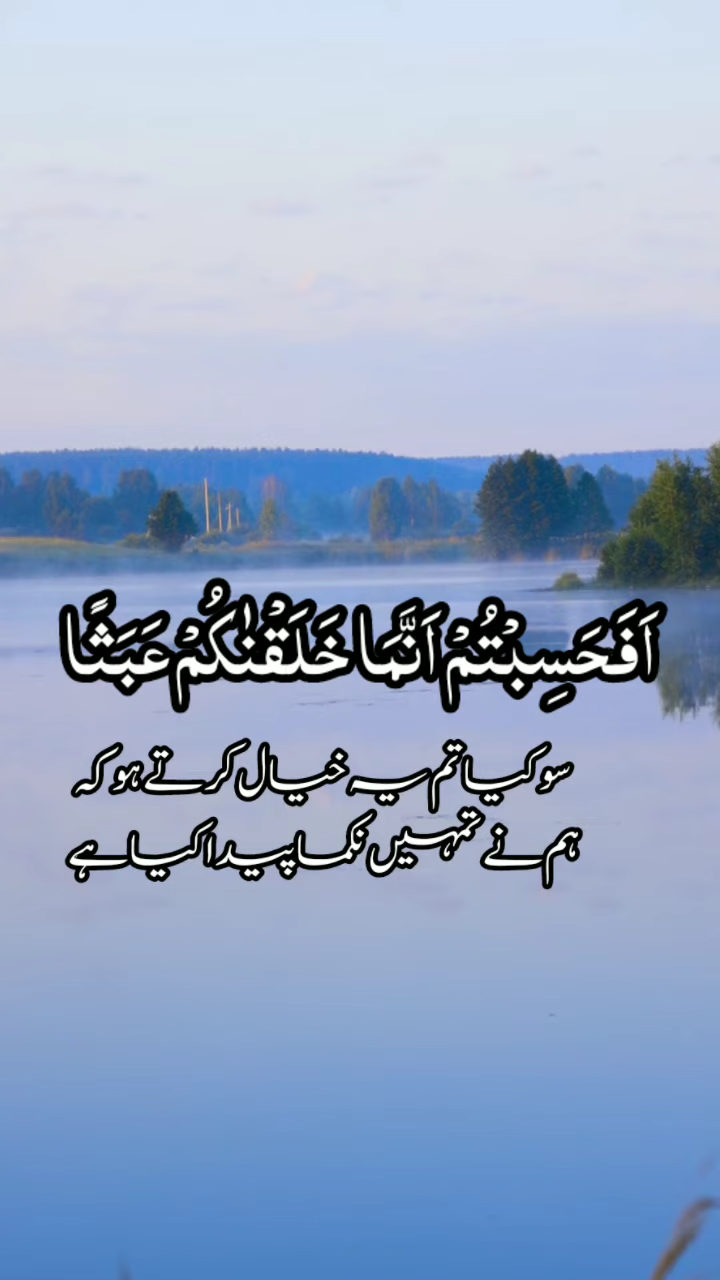 اَفَحَسِبْتُمْ اَنَّمَا خَلَقْنٰكُمْ عَبَثًا
سو کیا تم یہ خیال کرتے ہو کہ
ہم نے تمہیں نکما پیدا کیا ہے